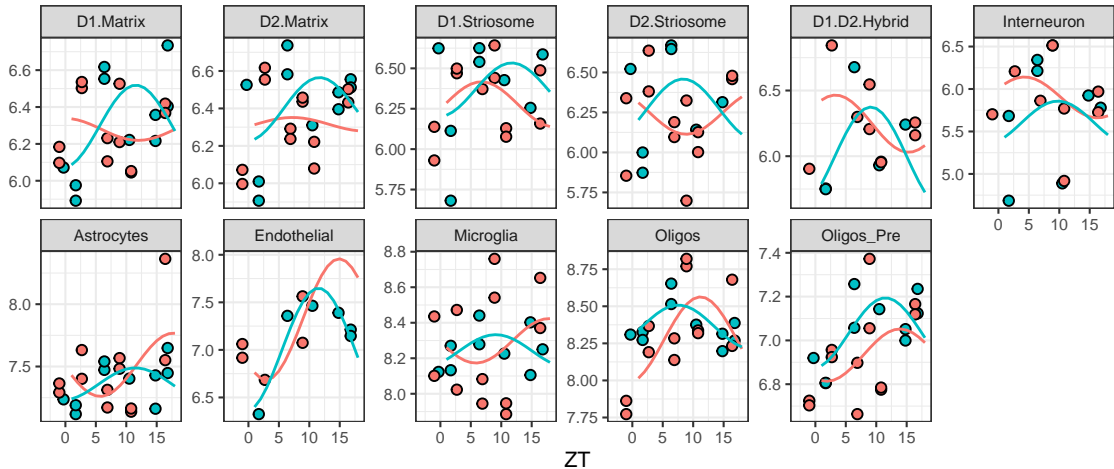 D1.Matrix D2.Matrix D1.Striosome D2.Striosome D1.D2.Hybrid Interneuron
6.6 6.4 6.2 6.0
6.6 6.4 6.2 6.0
6.50 6.25 6.00 5.75
6.50 6.25 6.00 5.75
6.5 6.0
6.5 6.0 5.5 5.0
0 5 10 15
Astrocytes Endothelial Microglia Oligos Oligos_Pre
8.0 7.5
8.0 7.5 7.0 6.5
8.8 8.6 8.4 8.2 8.0
8.75 8.50 8.25 8.00 7.75
7.4 7.2 7.0 6.8
0 5 10 15 0 5 10 15 0 5 10 15 0 5 10 15 0 5 10 15
ZT